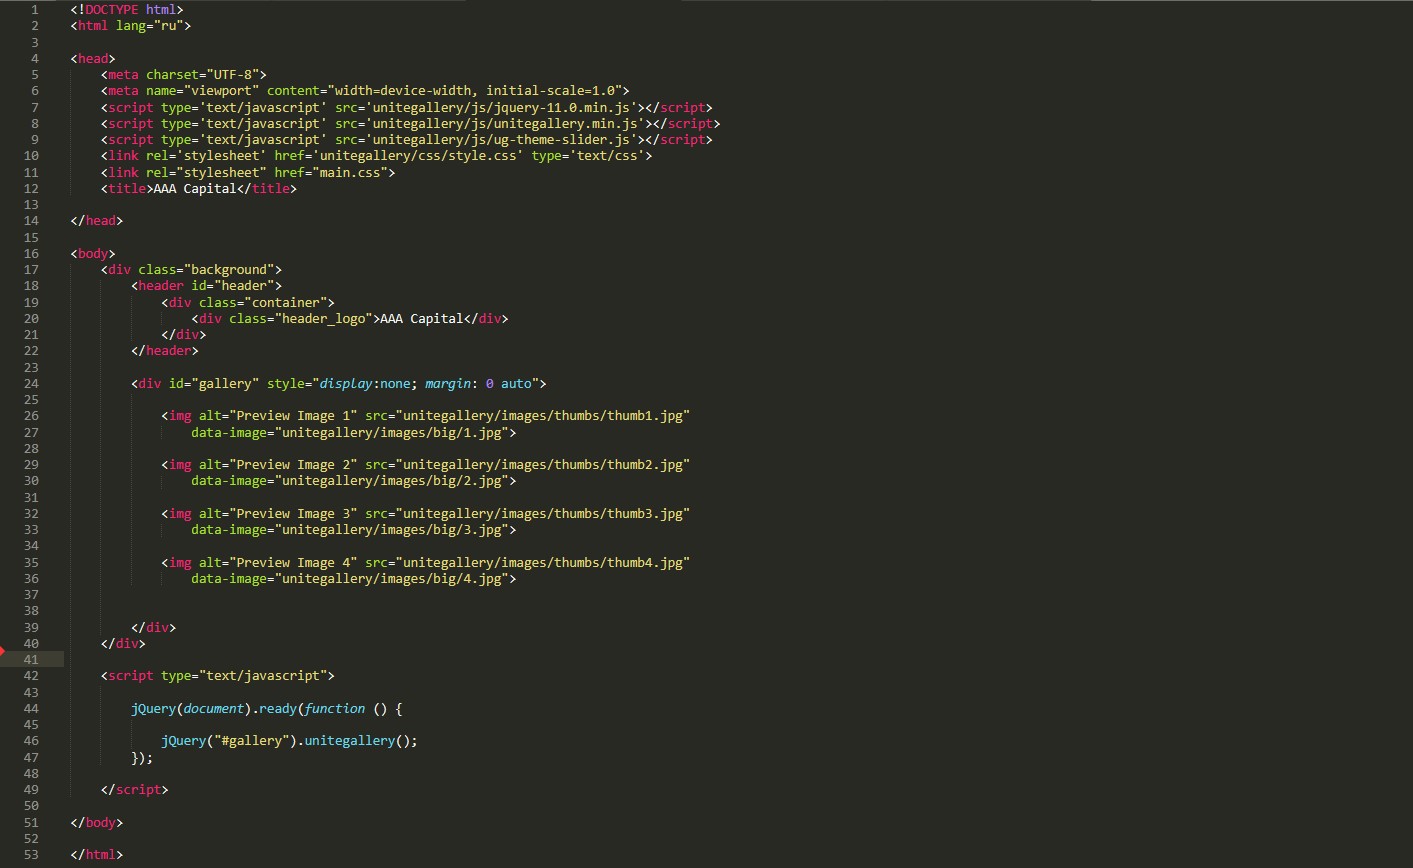 1 <!DOCTYPE html>
2 <html lang="ru">
3
4 <head>
5     <meta charset="UTF-8">
6     <meta name="viewport" content="width=device-width, initial-scale=1.0">
7     <script type='text/javascript' src='unitegallery/js/jquery-11.0.min.js'></script>
8     <script type='text/javascript' src='unitegallery/js/unitegallery.min.js'></script>
9     <script type='text/javascript' src='unitegallery/js/ug-theme-slider.js'></script>
10     <link rel='stylesheet' href='unitegallery/css/style.css' type='text/css'>
11     <link rel="stylesheet" href="main.css">
12     <title>AAA Capital</title>
13
14 </head>
15
16 <body>
17     <div class="background">
18         <header id="header">
19             <div class="container">
20                 <div class="header_logo">AAA Capital</div>
21             </div>
22         </header>
23
24         <div id="gallery" style="display:none; margin: 0 auto">
25
26             <img alt="Preview Image 1" src="unitegallery/images/thumbs/thumb1.jpg"
27                 data-image="unitegallery/images/big/1.jpg">
28
29             <img alt="Preview Image 2" src="unitegallery/images/thumbs/thumb2.jpg"
30                 data-image="unitegallery/images/big/2.jpg">
31
32             <img alt="Preview Image 3" src="unitegallery/images/thumbs/thumb3.jpg"
33                 data-image="unitegallery/images/big/3.jpg">
34
35             <img alt="Preview Image 4" src="unitegallery/images/thumbs/thumb4.jpg"
36                 data-image="unitegallery/images/big/4.jpg">
37
38
39         </div>
40     </div>
41
42     <script type="text/javascript">
43
44         jQuery(document).ready(function () {
45
46             jQuery("#gallery").unitegallery();
47         });
48
49     </script>
50
51 </body>
52
53 </html>